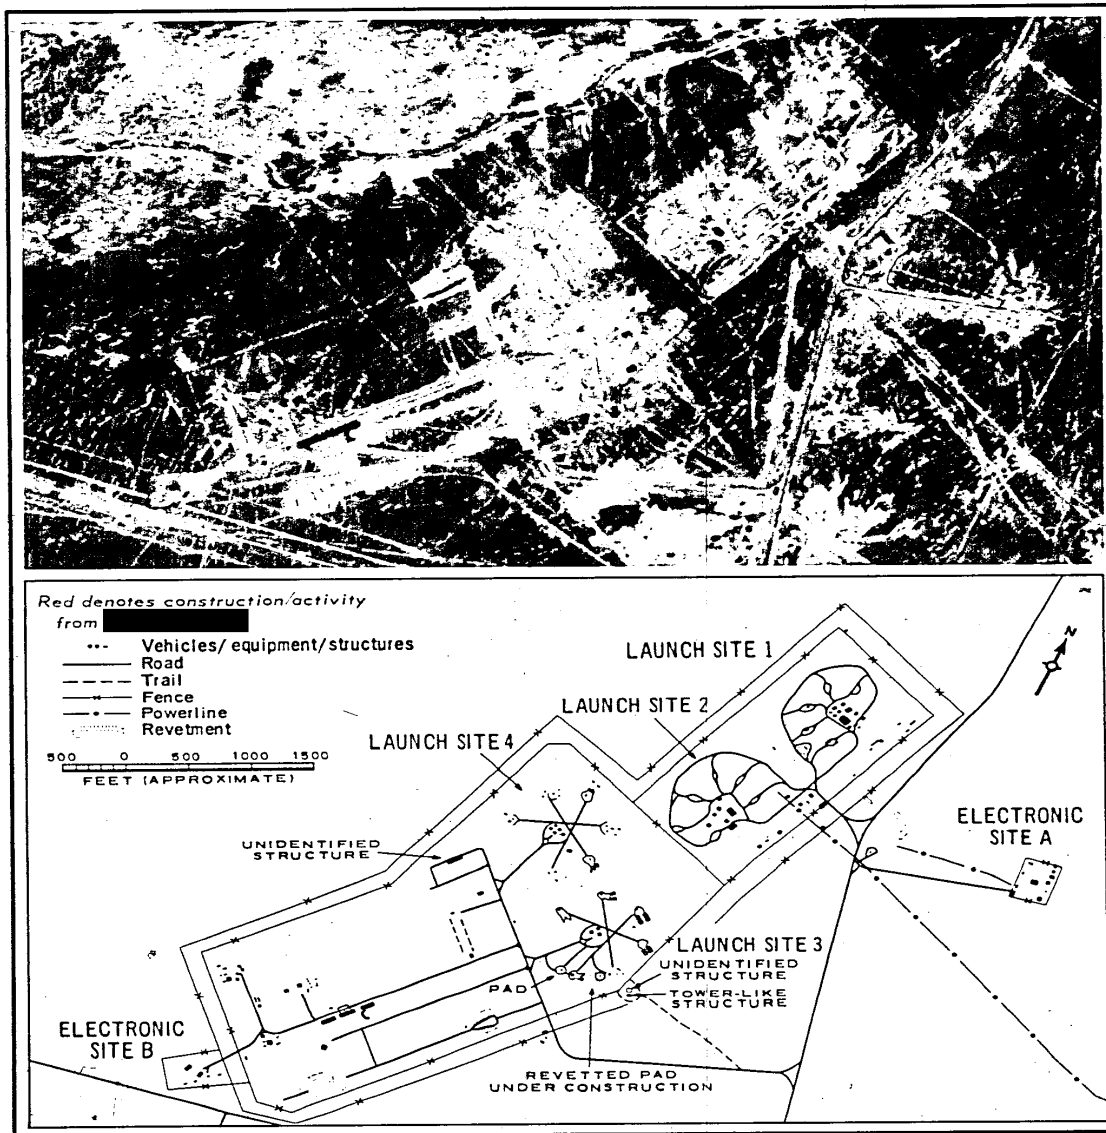 Red denotes construction/activity
from
Vehicles/equipment/structures
Road
Trail
Fence
Powerline
Revetment
500 0 500 1000 1500
FEET (APPROXIMATE)
LAUNCH SITE 1
LAUNCH SITE 2
LAUNCH SITE 4
N
UNIDENTIFIED
STRUCTURE
ELECTRONIC
SITE A
LAUNCH SITE 3
UNIDENTIFIED
STRUCTURE
TOWER-LIKE
STRUCTURE
PAD
ELECTRONIC
SITE B
REVETTED PAD
UNDER CONSTRUCTION